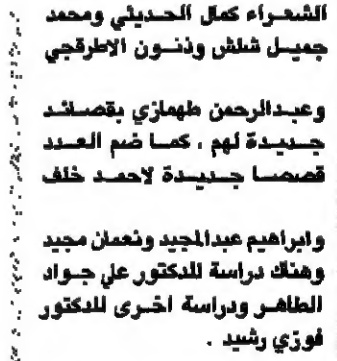 الشعراء كمال الحديثي ومحمد
جميل شلش وذنون الاطرقجي
وعبدالرحمن طهمازي بقصائد
جديدة لهم ، كما ضم العدد
قصصا جديدة لاحمد خلف
وابراهيم عبدالمجيد ونعمان مجيد
وهناك دراسة للدكتور علي جواد
الطاهر ودراسة اخرى للدكتور
فوزي رشيد .